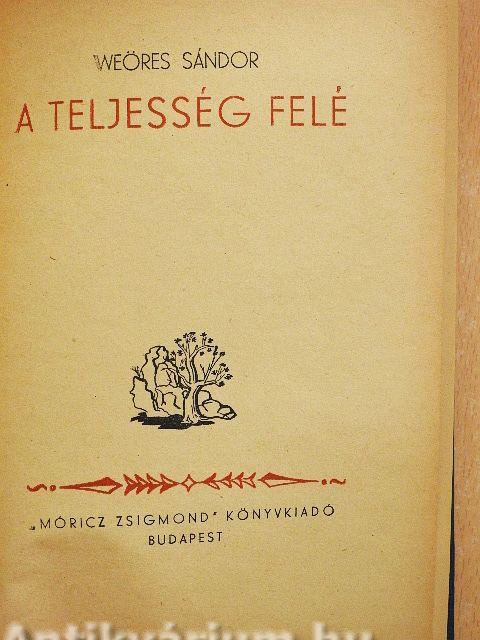 WEÖRES SÁNDOR
A TELJESSÉG FELÉ
„MÓRICZ ZSIGMOND" KÖNYVKIADÓ
BUDAPEST
Antikvárium.hu